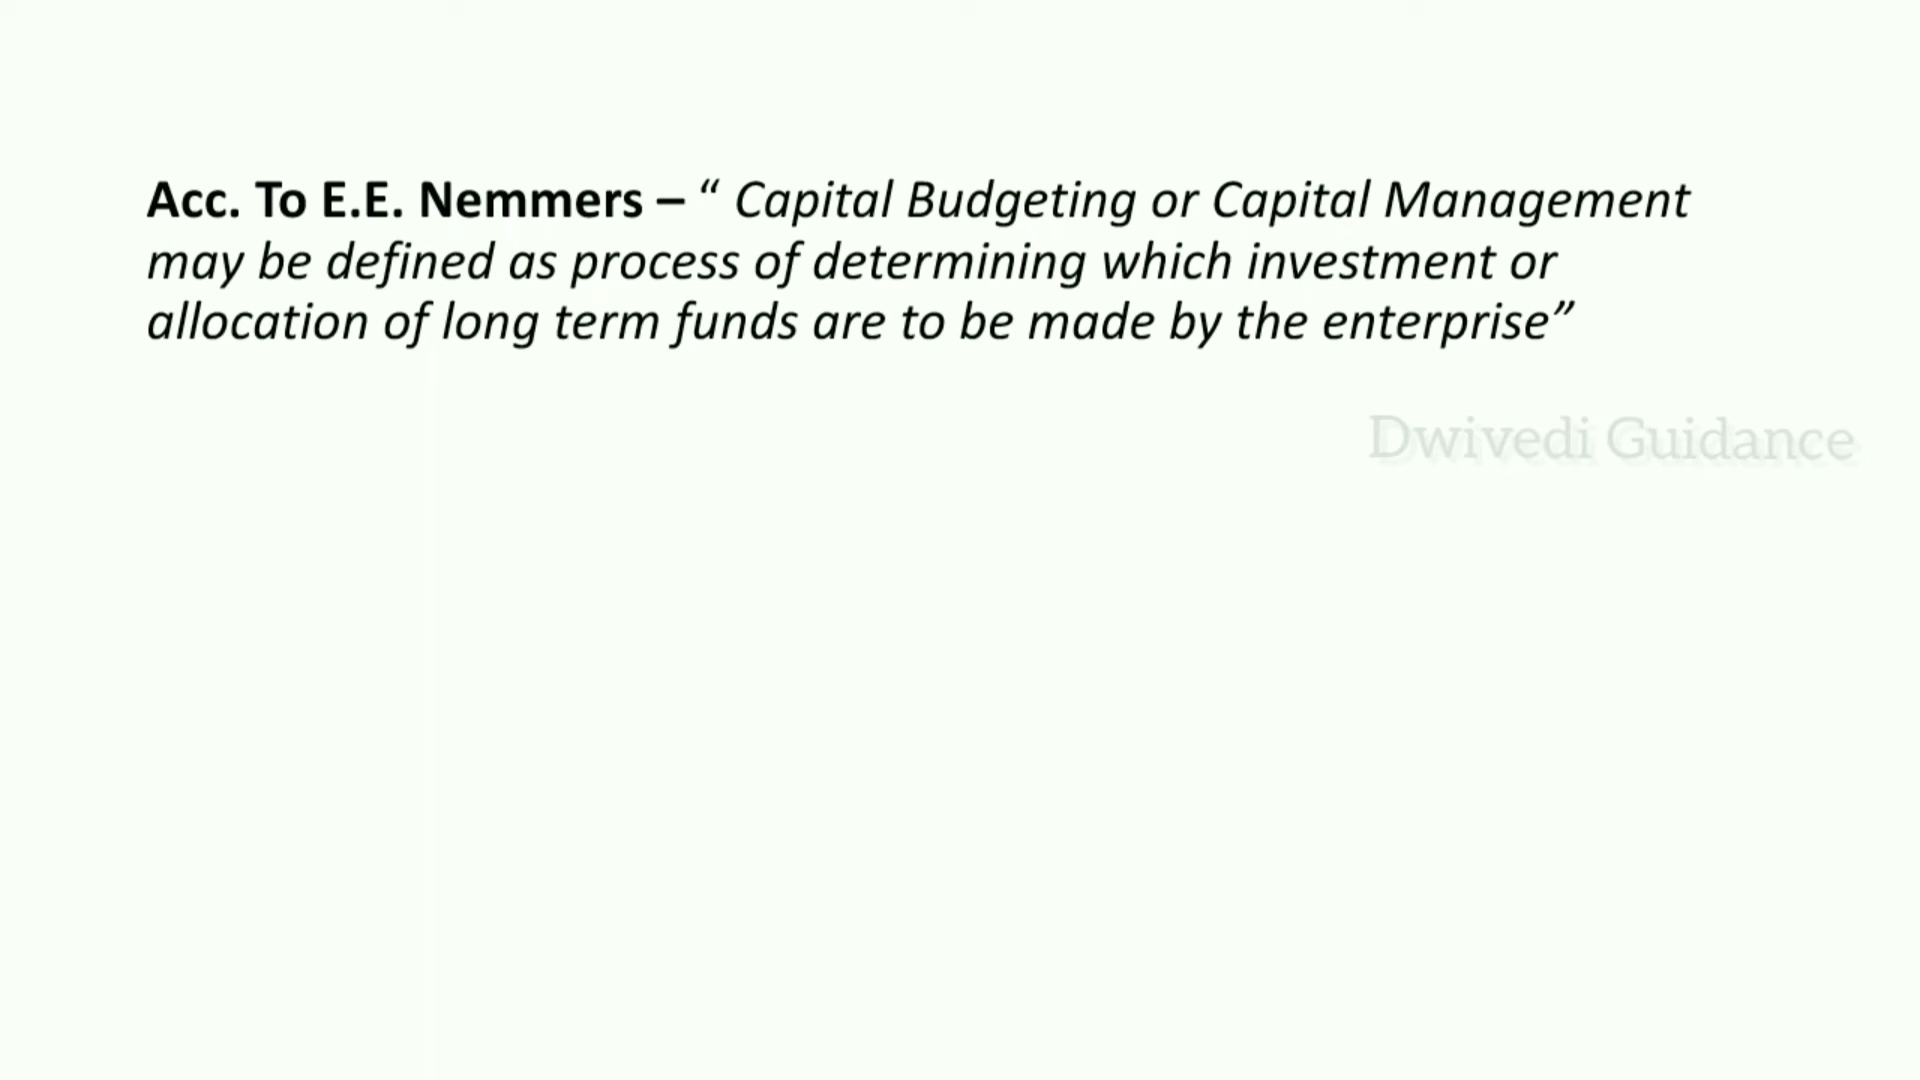 Acc. To E.E. Nemmers – “ Capital Budgeting or Capital Management
may be defined as process of determining which investment or
allocation of long term funds are to be made by the enterprise”
Dwivedi Guidance